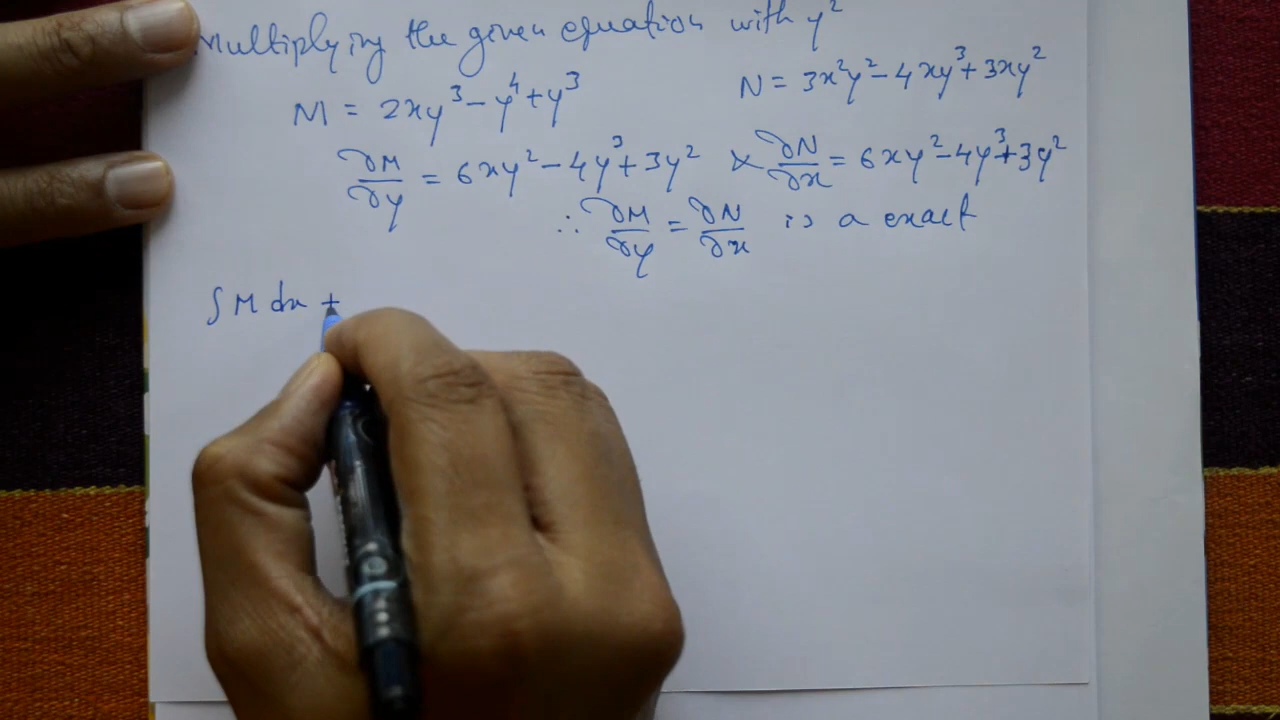 Multiplying the given equation with y²
M = 2xy³ - y⁴ + y³ N = 3x²y² - 4xy³ + 3xy²
∂M/∂y = 6xy² - 4y³ + 3y² & ∂N/∂x = 6xy² - 4y³ + 3y²
∴ ∂M/∂y = ∂N/∂x is a exact
∫ M dx +